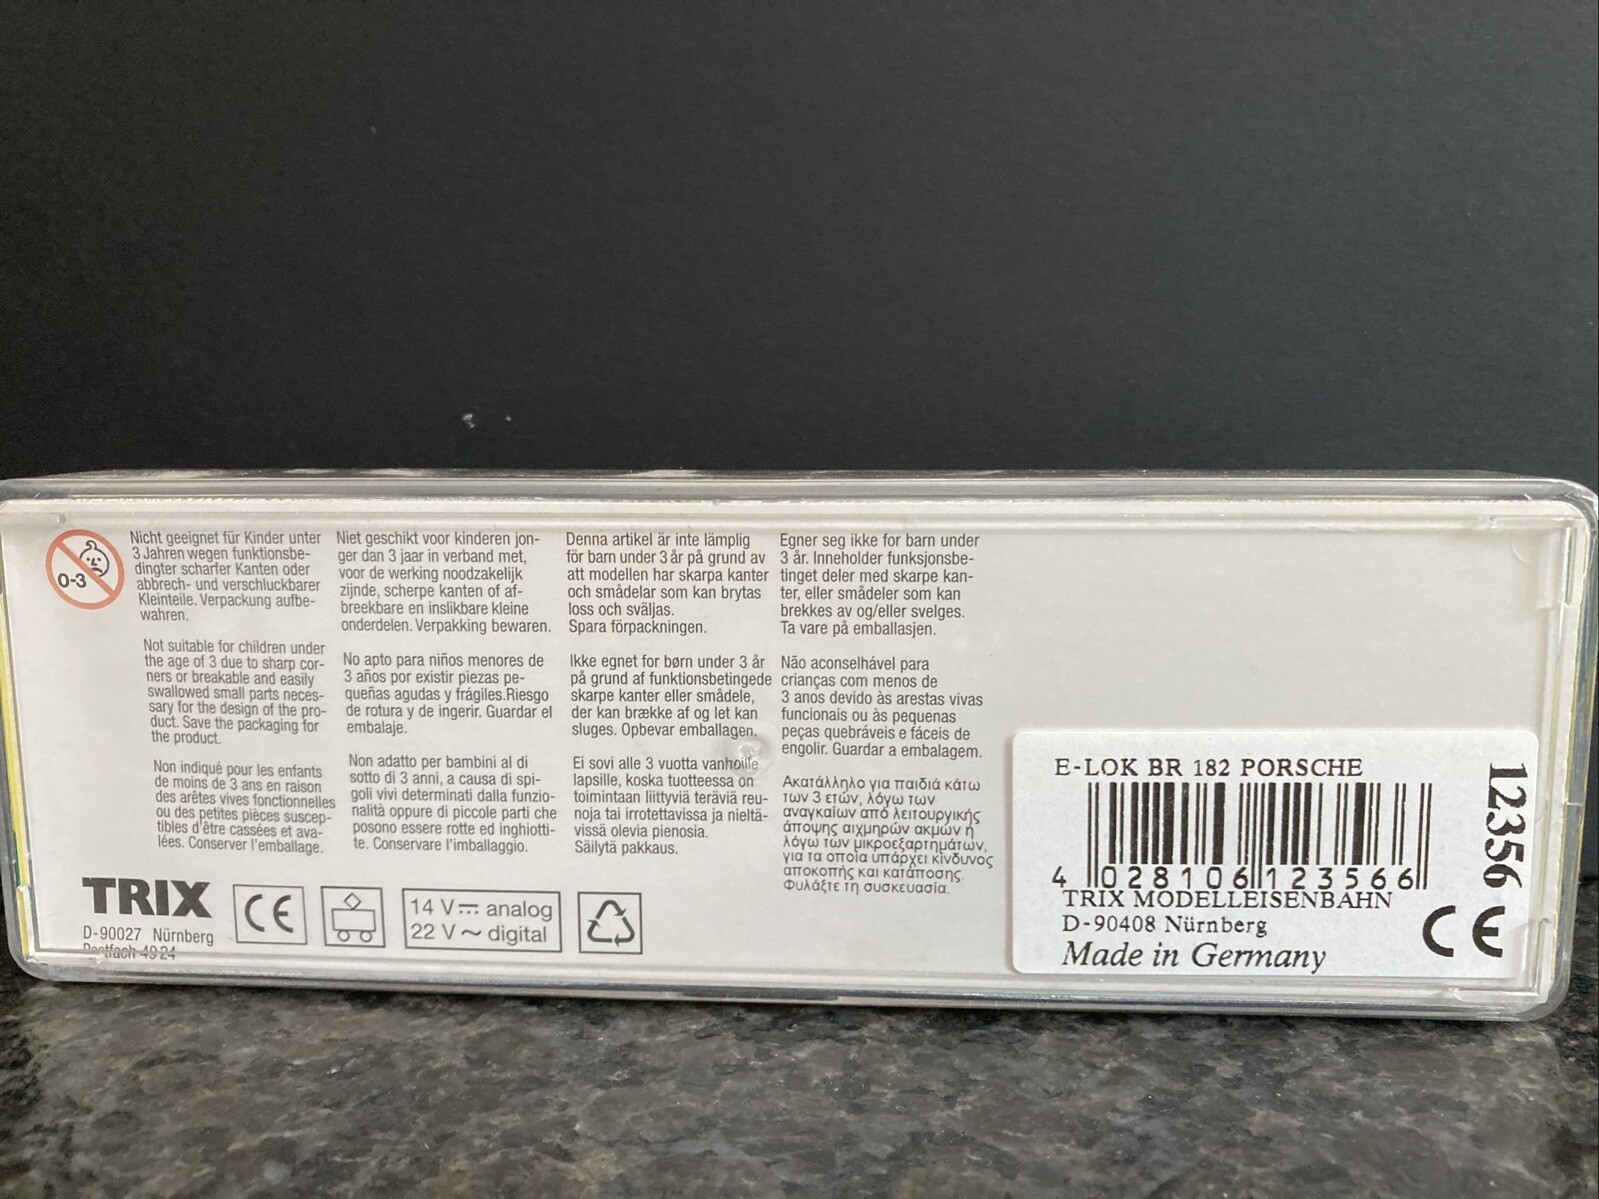 0-3
Nicht geeignet für Kinder unter
3 Jahren wegen funktionsbe-
dingter scharfer Kanten oder
abbrech- und verschluckbarer
Kleinteile. Verpackung aufbe-
wahren.
Not suitable for children under
the age of 3 due to sharp cor-
ners or breakable and easily
swallowed small parts neces-
sary for the design of the pro-
duct. Save the packaging for
the product.
Non indiqué pour les enfants
de moins de 3 ans en raison
des arêtes vives fonctionnelles
ou des petites pièces suscep-
tibles d'être cassées et ava-
lées. Conserver l'emballage.
Niet geschikt voor kinderen jon-
ger dan 3 jaar in verband met,
voor de werking noodzakelijk
zijnde, scherpe kanten of af-
breekbare en inslikbare kleine
onderdelen. Verpakking bewaren.
No apto para niños menores de
3 años por existir piezas pe-
queñas agudas y frágiles.Riesgo
de rotura y de ingerir. Guardar el
embalaje.
Non adatto per bambini al di
sotto di 3 anni, a causa di spi-
goli vivi determinati dalla funzio-
nalità oppure di piccole parti che
posono essere rotte ed inghiotti-
te. Conservare l'imballaggio.
Denna artikel är inte lämplig
för barn under 3 år på grund av
att modellen har skarpa kanter
och smådelar som kan brytas
loss och sväljas.
Spara förpackningen.
Ikke egnet for børn under 3 år
på grund af funktionsbetingede
skarpe kanter eller smådele,
der kan brække af og let kan
sluges. Opbevar emballagen.
Ei sovi alle 3 vuotta vanhoille
lapsille, koska tuotteessa on
toimintaan liittyviä teräviä reu-
noja tai irrotettavissa ja nieltä-
vissä olevia pienosia.
Säilytä pakkaus.
Egner seg ikke for barn under
3 år. Inneholder funksjonsbe-
tinget deler med skarpe kan-
ter, eller smådeler som kan
brekkes av og/eller svelges.
Ta vare på emballasjen.
Não aconselhável para
crianças com menos de
3 anos devido às arestas vivas
funcionais ou às pequenas
peças quebráveis e fáceis de
engolir. Guardar a embalagem.
Ακατάλληλο για παιδιά κάτω
των 3 ετών, λόγω των
αναγκαίων από λειτουργικής
άποψης αιχμηρών ακμών ή
λόγω των μικροεξαρτημάτων,
για τα οποία υπάρχει κίνδυνος
αποκοπής και κατάποσης.
Φυλάξτε τη συσκευασία.
TRIX
D-90027 Nürnberg
Postfach 49 24
CE
14 V⎓ analog
22 V ~ digital
E-LOK BR 182 PORSCHE
4 028106 123566
TRIX MODELLEISENBAHN
D-90408 Nürnberg
Made in Germany
12356
CE